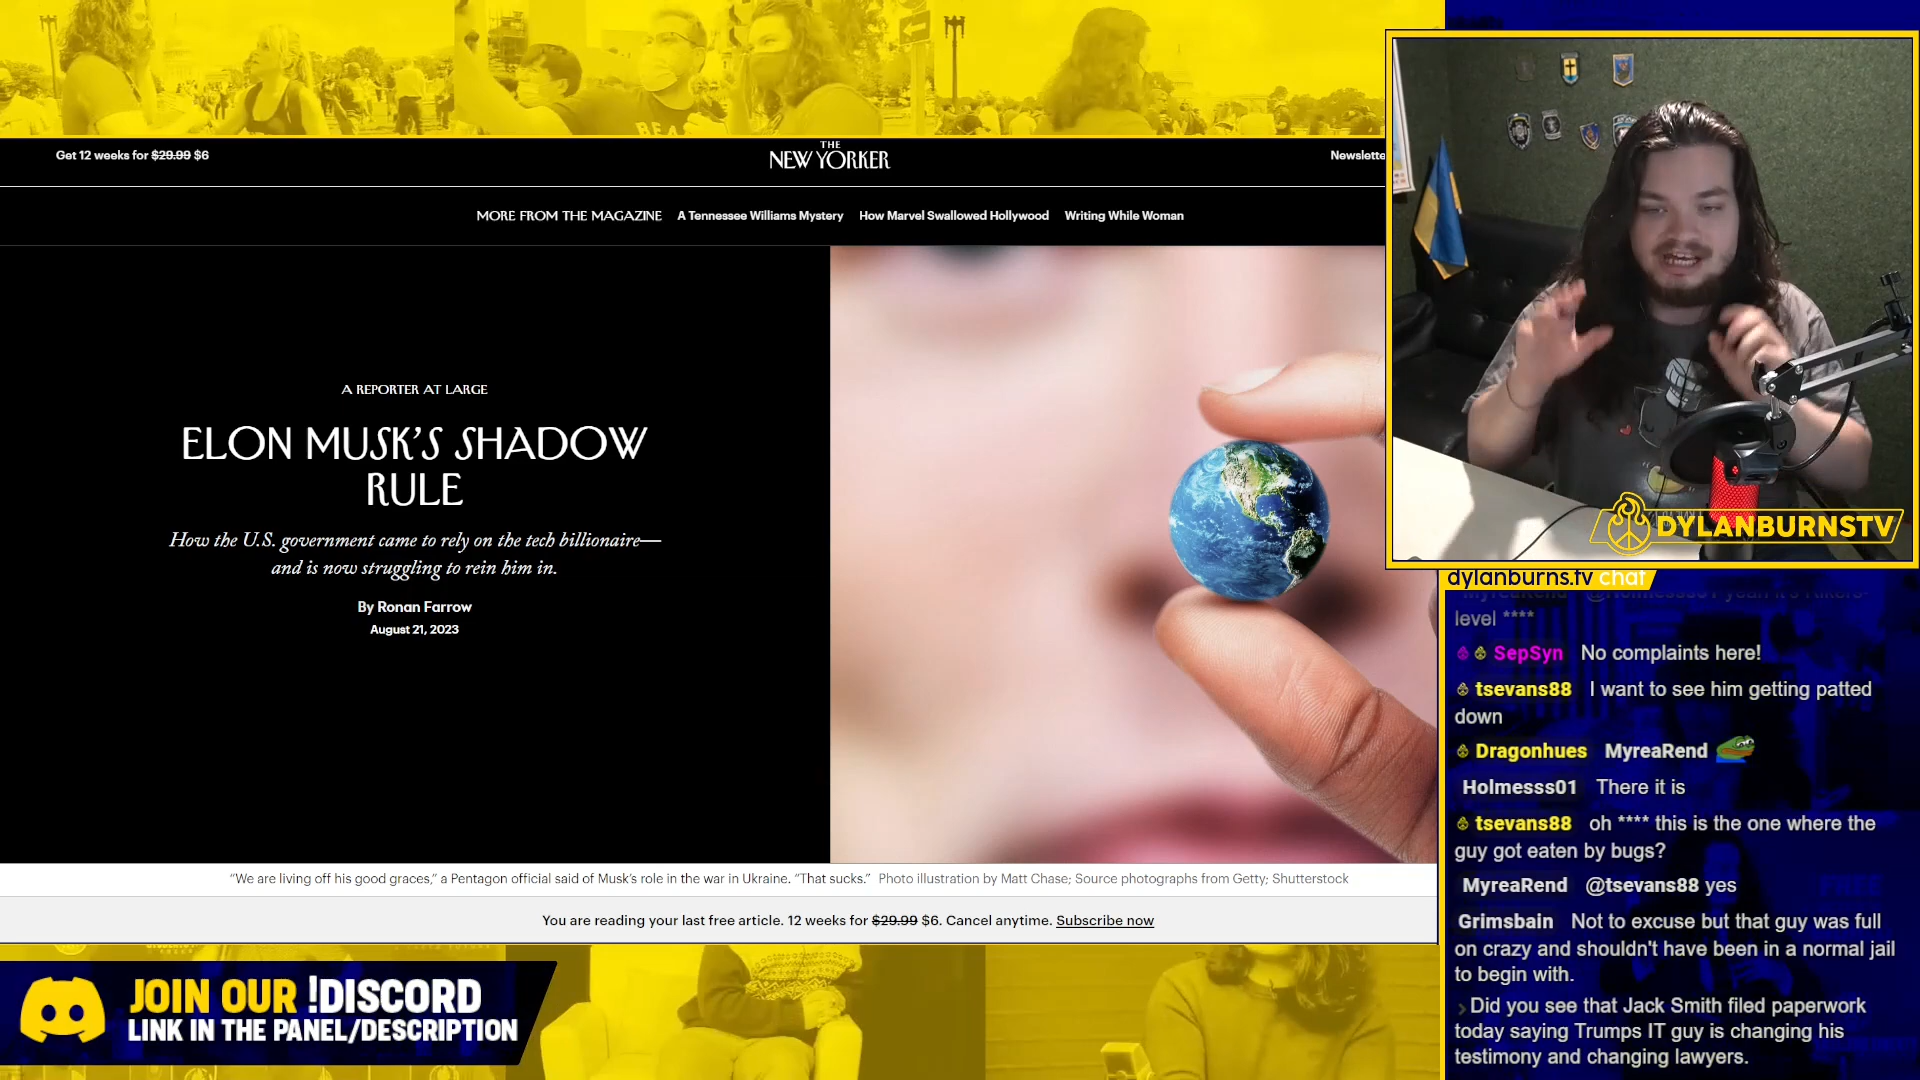 Get 12 weeks for $29.99 $6
THE
NEW YORKER
Newslette
MORE FROM THE MAGAZINE A Tennessee Williams Mystery How Marvel Swallowed Hollywood Writing While Woman
A REPORTER AT LARGE
ELON MUSK'S SHADOW
RULE
How the U.S. government came to rely on the tech billionaire—
and is now struggling to rein him in.
By Ronan Farrow
August 21, 2023
“We are living off his good graces,” a Pentagon official said of Musk’s role in the war in Ukraine. “That sucks.” Photo illustration by Matt Chase; Source photographs from Getty; Shutterstock
You are reading your last free article. 12 weeks for $29.99 $6. Cancel anytime. Subscribe now
JOIN OUR !DISCORD
LINK IN THE PANEL/DESCRIPTION
DYLANBURNSTV
dylanburns.tv chat
level ****
SepSyn No complaints here!
tsevans88 I want to see him getting patted
down
Dragonhues MyreaRend
Holmesss01 There it is
tsevans88 oh **** this is the one where the
guy got eaten by bugs?
MyreaRend @tsevans88 yes
Grimsbain Not to excuse but that guy was full
on crazy and shouldn't have been in a normal jail
to begin with.
Did you see that Jack Smith filed paperwork
today saying Trumps IT guy is changing his
testimony and changing lawyers.